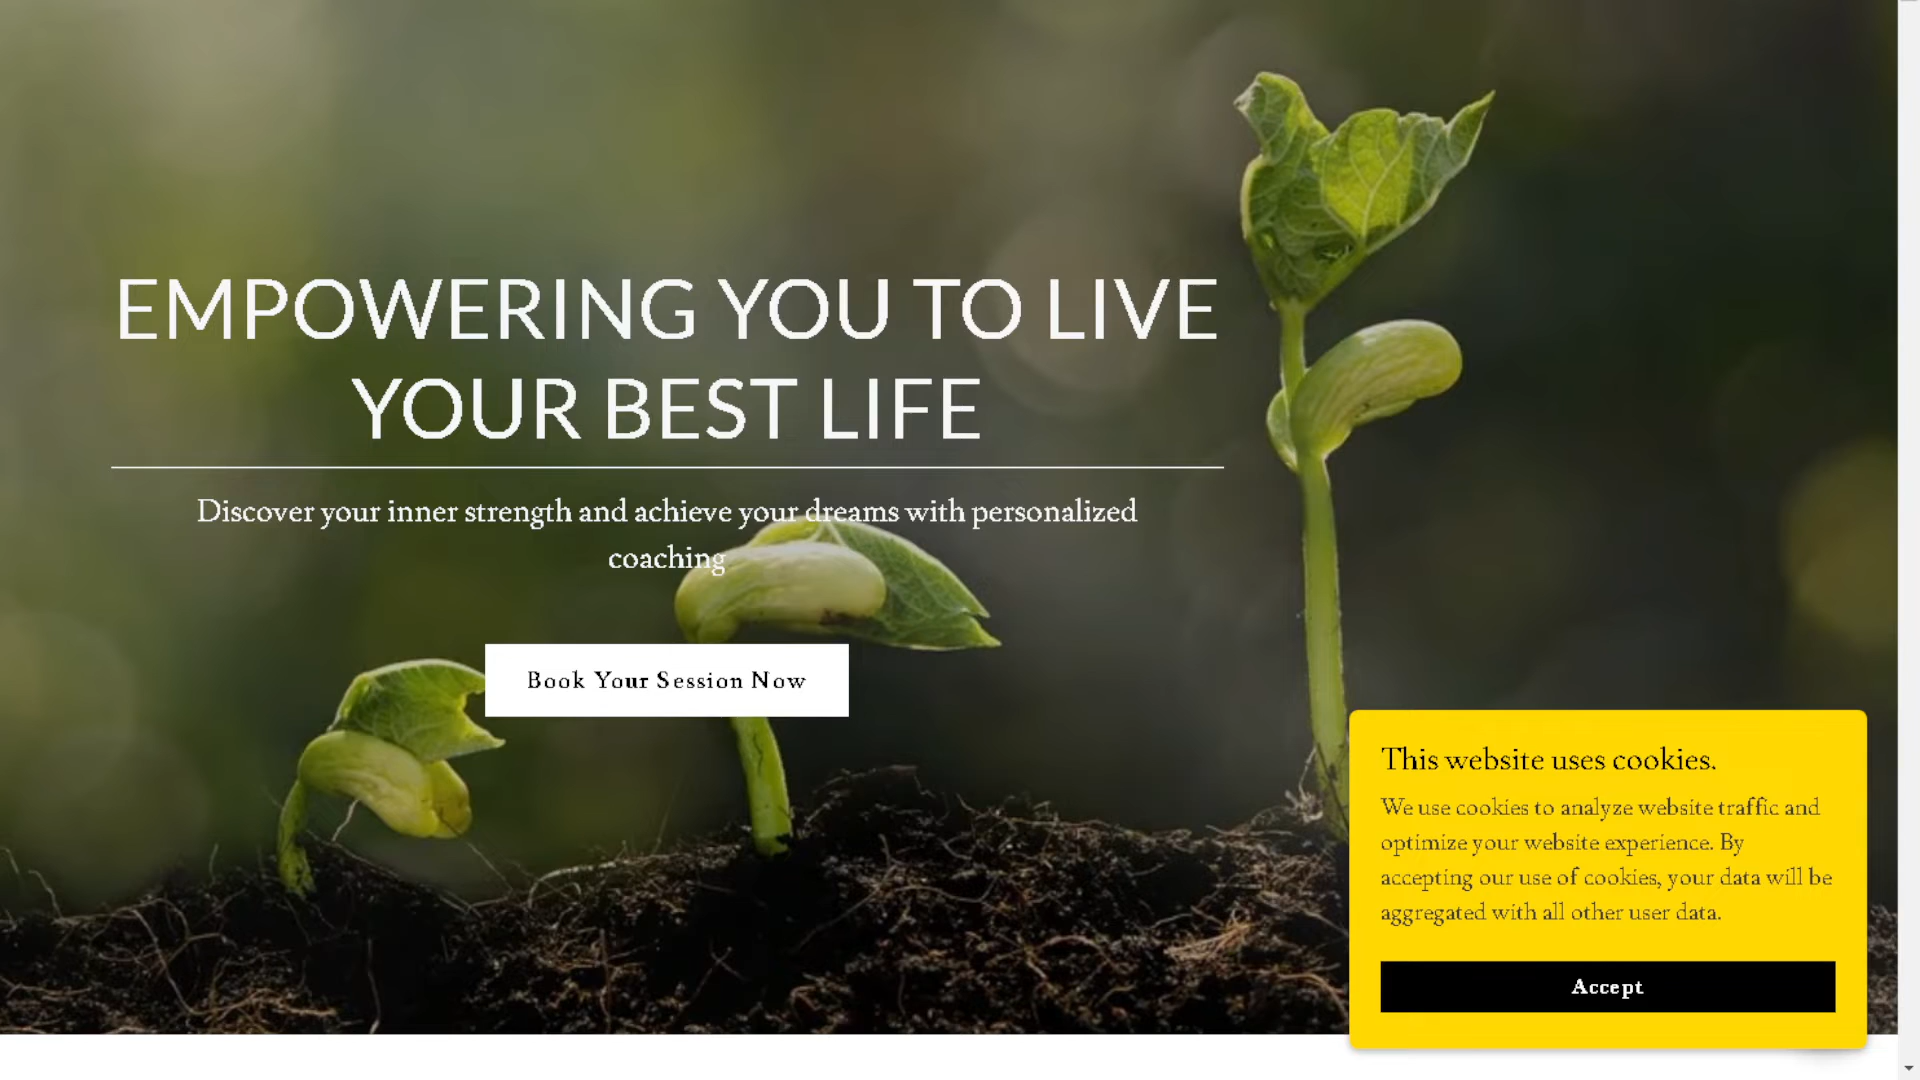 EMPOWERING YOU TO LIVE
YOUR BEST LIFE
Discover your inner strength and achieve your dreams with personalized
coaching
Book Your Session Now
This website uses cookies.
We use cookies to analyze website traffic and
optimize your website experience. By
accepting our use of cookies, your data will be
aggregated with all other user data.
Accept